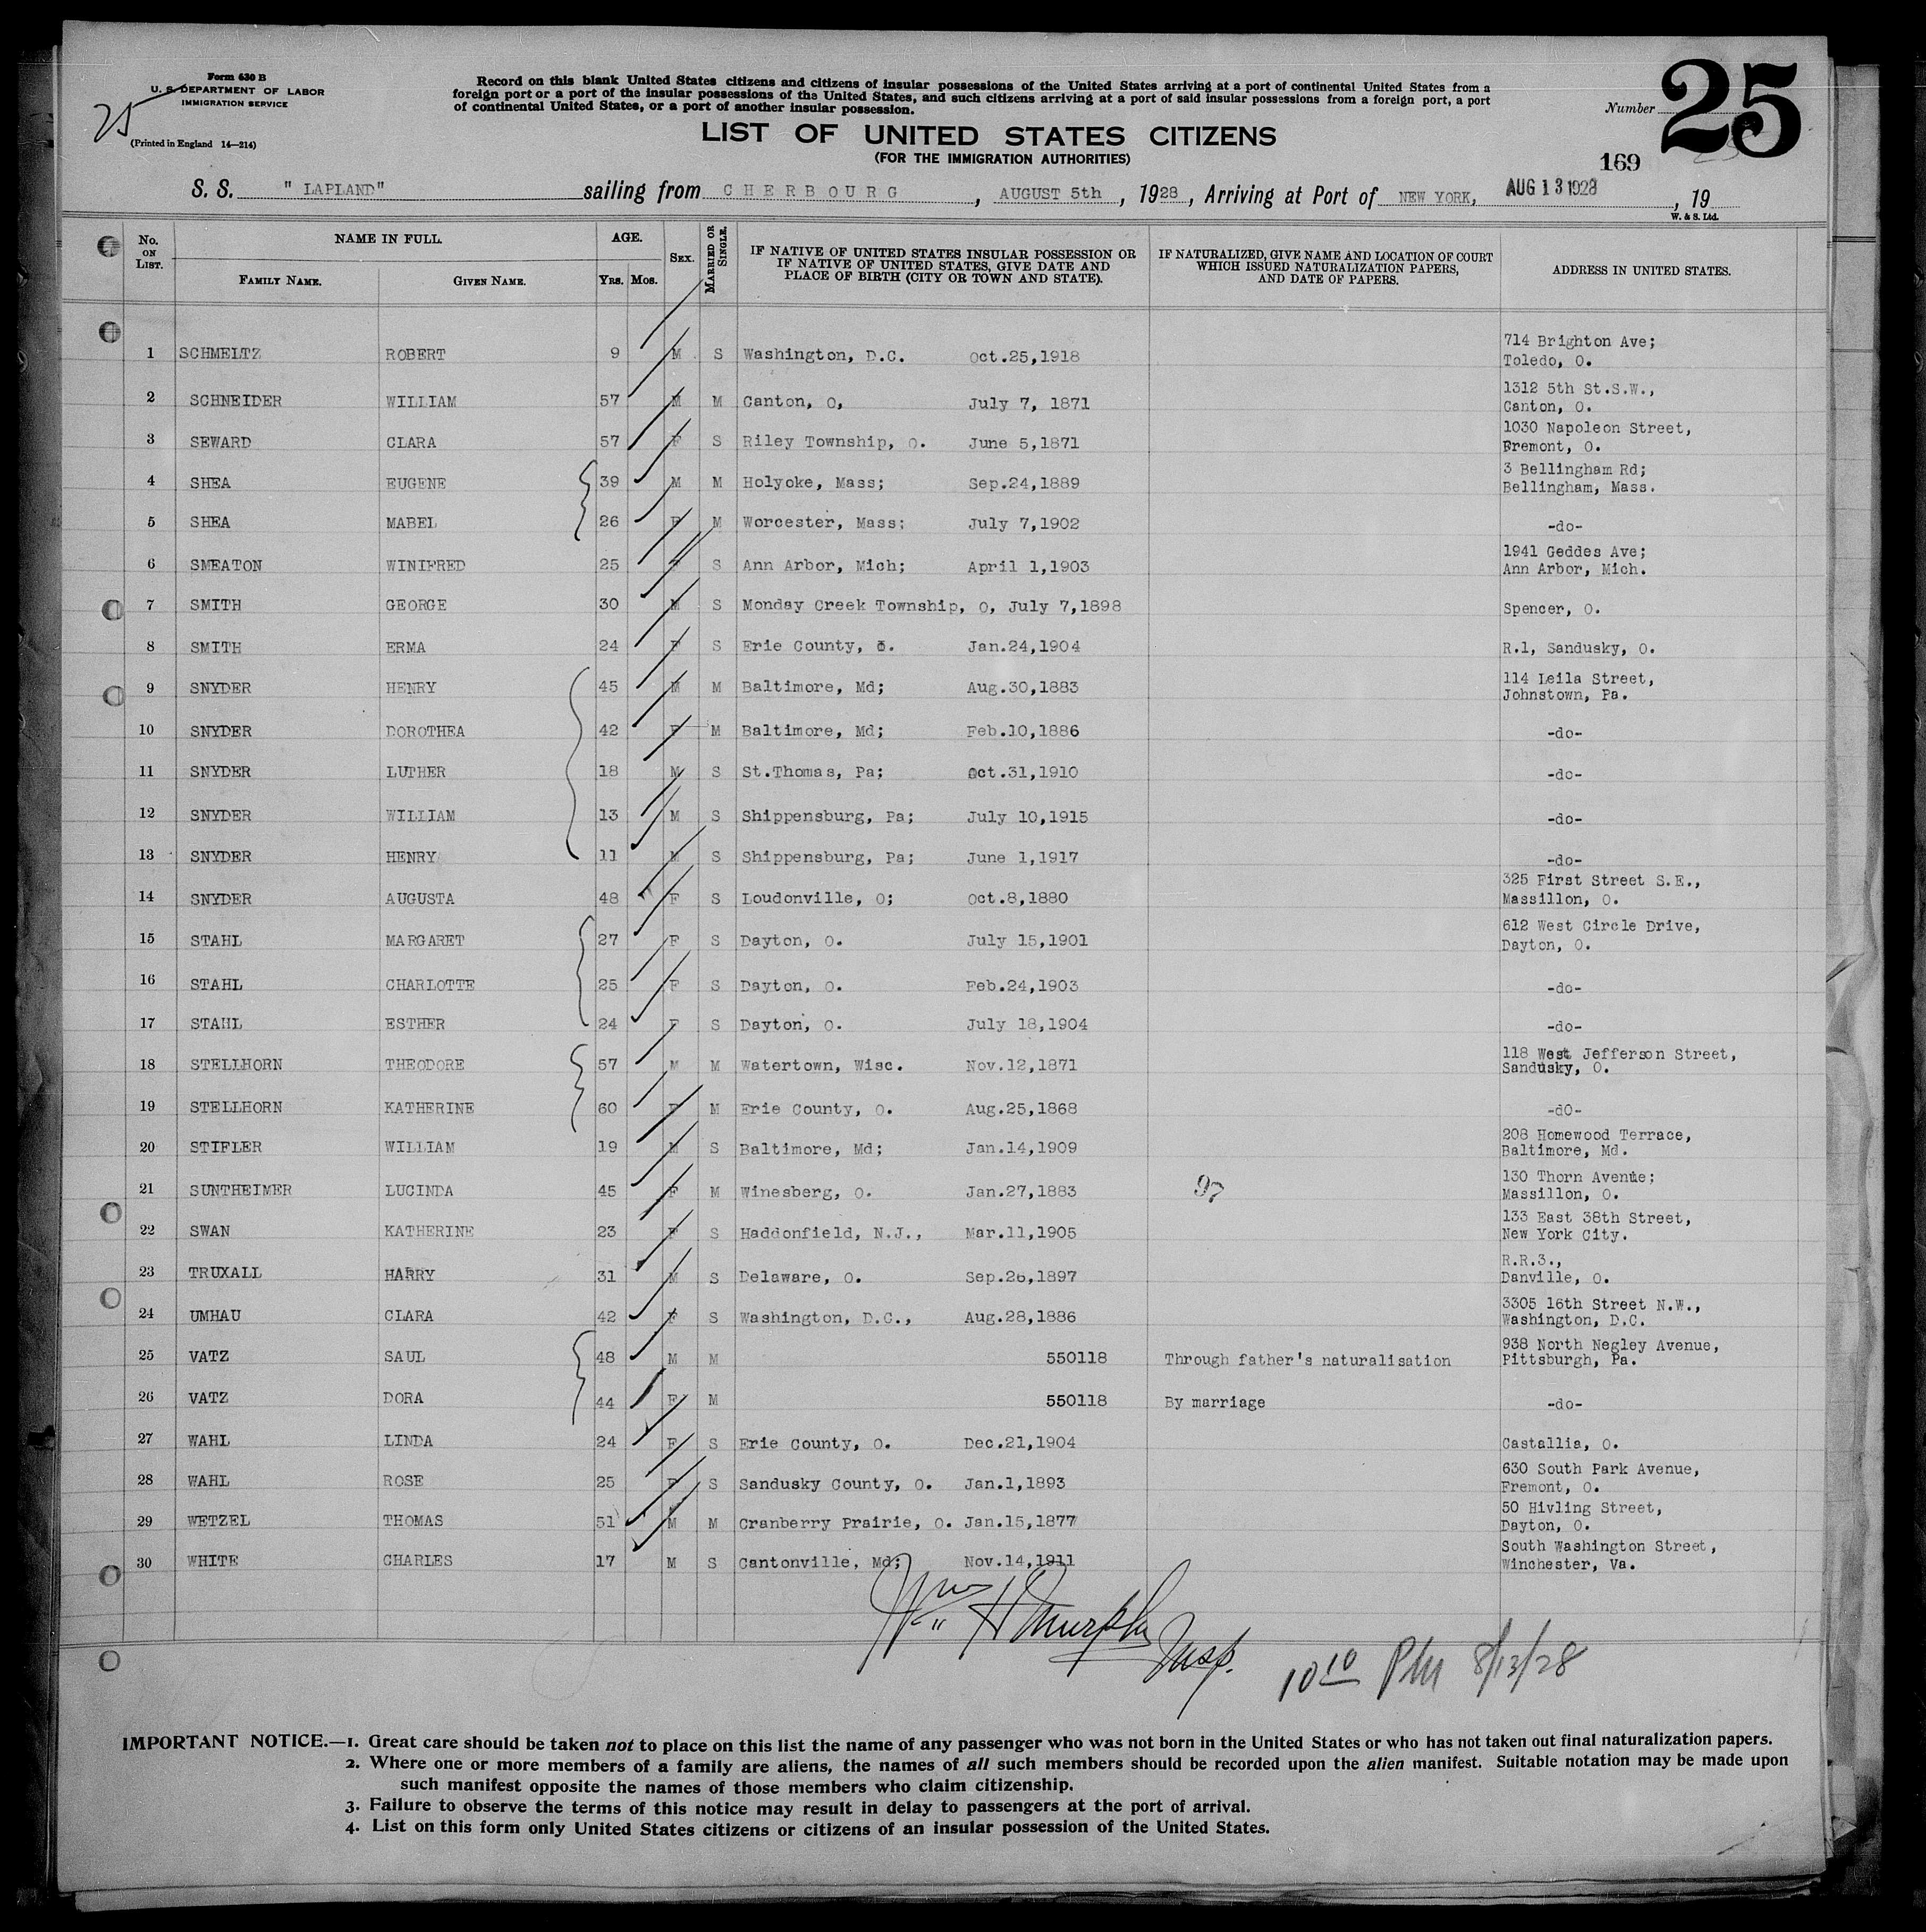 Form 630 B
U. S. DEPARTMENT OF LABOR
IMMIGRATION SERVICE
25
(Printed in England 14—214)
Record on this blank United States citizens and citizens of insular possessions of the United States arriving at a port of continental United States from a
foreign port or a port of the insular possessions of the United States, and such citizens arriving at a port of said insular possessions from a foreign port, a port
of continental United States, or a port of another insular possession.
Number 25
LIST OF UNITED STATES CITIZENS
(FOR THE IMMIGRATION AUTHORITIES)
169
S. S. " LAPLAND" sailing from CHERBOURG, AUGUST 5th, 1928, Arriving at Port of NEW YORK, AUG 13 1928, 19
W. & S. Ltd.
No. ON LIST. NAME IN FULL. AGE. SEX. MARRIED OR SINGLE. IF NATIVE OF UNITED STATES INSULAR POSSESSION OR IF NATIVE OF UNITED STATES, GIVE DATE AND PLACE OF BIRTH (CITY OR TOWN AND STATE). IF NATURALIZED, GIVE NAME AND LOCATION OF COURT WHICH ISSUED NATURALIZATION PAPERS, AND DATE OF PAPERS. ADDRESS IN UNITED STATES.
FAMILY NAME. GIVEN NAME. YRS. MOS.
1 SCHMELTZ ROBERT 9 M S Washington, D.C. Oct.25,1918 714 Brighton Ave; Toledo, O.
2 SCHNEIDER WILLIAM 57 M M Canton, O, July 7, 1871 1312 5th St.S.W., Canton, O.
3 SEWARD CLARA 57 F S Riley Township, O. June 5,1871 1030 Napoleon Street, Fremont, O.
4 SHEA EUGENE 39 M M Holyoke, Mass; Sep.24,1889 3 Bellingham Rd; Bellingham, Mass.
5 SHEA MABEL 26 F M Worcester, Mass; July 7,1902 -do-
6 SMEATON WINIFRED 25 F S Ann Arbor, Mich; April 1,1903 1941 Geddes Ave; Ann Arbor, Mich.
7 SMITH GEORGE 30 M S Monday Creek Township, O, July 7,1898 Spencer, O.
8 SMITH ERMA 24 F S Erie County, O. Jan.24,1904 R.1, Sandusky, O.
9 SNYDER HENRY 45 M M Baltimore, Md; Aug.30,1883 114 Leila Street, Johnstown, Pa.
10 SNYDER DOROTHEA 42 F M Baltimore, Md; Feb.10,1886 -do-
11 SNYDER LUTHER 18 M S St.Thomas, Pa; Oct.31,1910 -do-
12 SNYDER WILLIAM 13 M S Shippensburg, Pa; July 10,1915 -do-
13 SNYDER HENRY 11 M S Shippensburg, Pa; June 1,1917 -do-
14 SNYDER AUGUSTA 48 F S Loudonville, O; Oct.8,1880 325 First Street S.E., Massillon, O.
15 STAHL MARGARET 27 F S Dayton, O. July 15,1901 612 West Circle Drive, Dayton, O.
16 STAHL CHARLOTTE 25 F S Dayton, O. Feb.24,1903 -do-
17 STAHL ESTHER 24 F S Dayton, O. July 18,1904 -do-
18 STELLHORN THEODORE 57 M M Watertown, Wisc. Nov.12,1871 118 West Jefferson Street, Sandusky, O.
19 STELLHORN KATHERINE 60 F M Erie County, O. Aug.25,1868 -dO-
20 STIFLER WILLIAM 19 M S Baltimore, Md; Jan.14,1909 208 Homewood Terrace, Baltimore, Md.
21 SUNTHEIMER LUCINDA 45 F M Winesberg, O. Jan.27,1883 97 130 Thorn Avenue; Massillon, O.
22 SWAN KATHERINE 23 F S Haddonfield, N.J., Mar.11,1905 133 East 38th Street, New York City.
23 TRUXALL HARRY 31 M S Delaware, O. Sep.26,1897 R.R.3., Danville, O.
24 UMHAU CLARA 42 F S Washington, D.C., Aug.28,1886 3305 16th Street N.W., Washington, D.C.
25 VATZ SAUL 48 M M 550118 Through father's naturalisation 938 North Negley Avenue, Pittsburgh, Pa.
26 VATZ DORA 44 F M 550118 By marriage -do-
27 WAHL LINDA 24 F S Erie County, O. Dec.21,1904 Castallia, O.
28 WAHL ROSE 25 F S Sandusky County, O. Jan.1,1893 630 South Park Avenue, Fremont, O.
29 WETZEL THOMAS 51 M M Cranberry Prairie, O. Jan.15,1877 50 Hivling Street, Dayton, O.
30 WHITE CHARLES 17 M S Cantonville, Md; Nov.14,1911 South Washington Street, Winchester, Va.
Wm H Murphy Insp. 10 10 PM 8/13/28
IMPORTANT NOTICE.—1. Great care should be taken not to place on this list the name of any passenger who was not born in the United States or who has not taken out final naturalization papers.
2. Where one or more members of a family are aliens, the names of all such members should be recorded upon the alien manifest. Suitable notation may be made upon
such manifest opposite the names of those members who claim citizenship.
3. Failure to observe the terms of this notice may result in delay to passengers at the port of arrival.
4. List on this form only United States citizens or citizens of an insular possession of the United States.